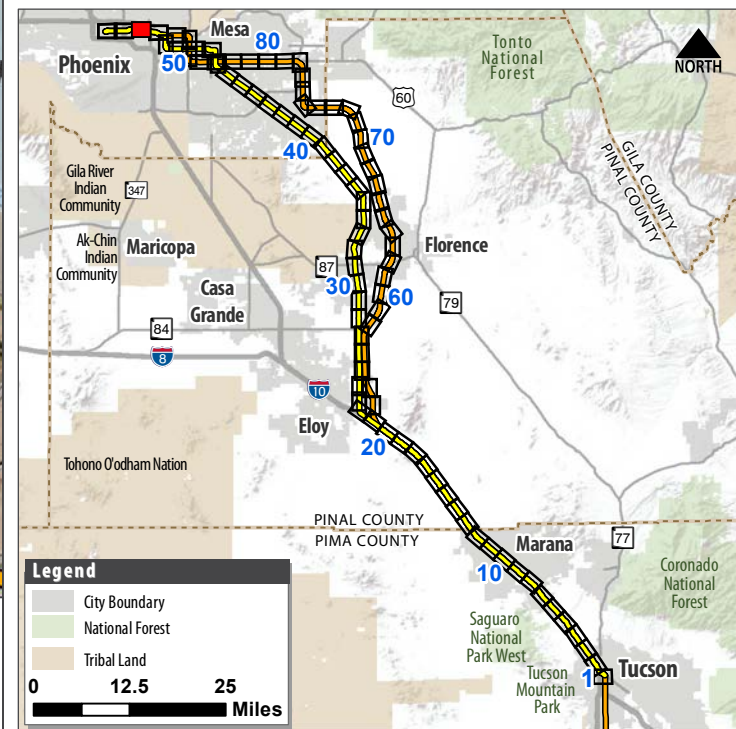 Mesa
80
Phoenix
50
Tonto
National
Forest
NORTH
60
70
40
GILA COUNTY
PINAL COUNTY
Gila River
Indian
Community
347
Ak-Chin
Indian
Community
Maricopa
Florence
87
Casa
Grande
30
60
79
84
8
10
Eloy
20
Tohono O'odham Nation
PINAL COUNTY
PIMA COUNTY
Marana
77
10
Coronado
National
Forest
Saguaro
National
Park West
Tucson
Mountain
Park
1
Tucson
Legend
City Boundary
National Forest
Tribal Land
0 12.5 25
Miles